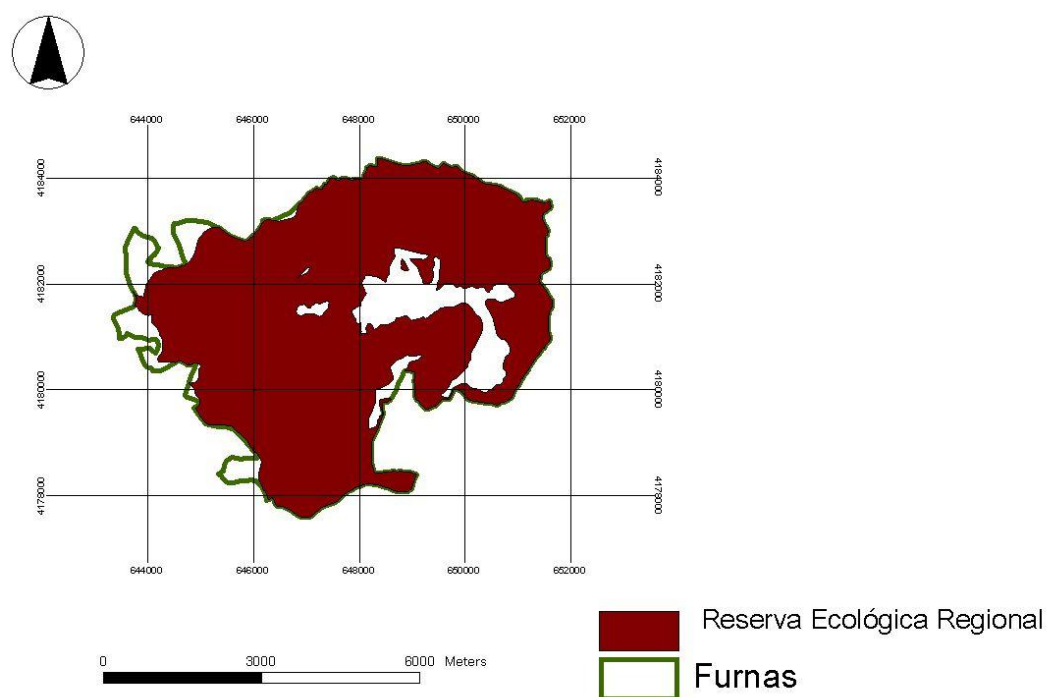 644000 646000 648000 650000 652000
4184000 4184000
4182000 4182000
4180000 4180000
4178000 4178000
644000 646000 648000 650000 652000
Reserva Ecológica Regional
0 3000 6000 Meters
Furnas